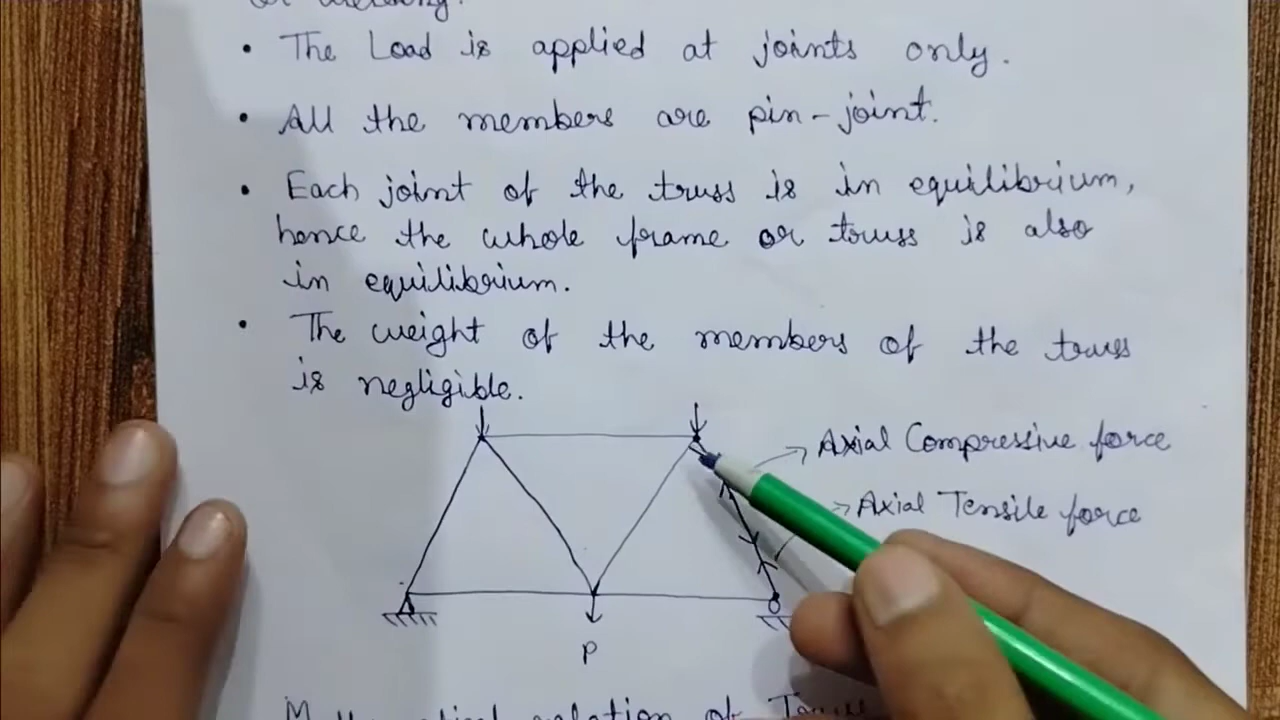 • The Load is applied at joints only.
• All the members are pin-joint.
• Each joint of the truss is in equilibrium,
hence the whole frame or truss is also
in equilibrium.
• The weight of the members of the truss
is negligible.
Axial Compressive force
Axial Tensile force
P
of Truss